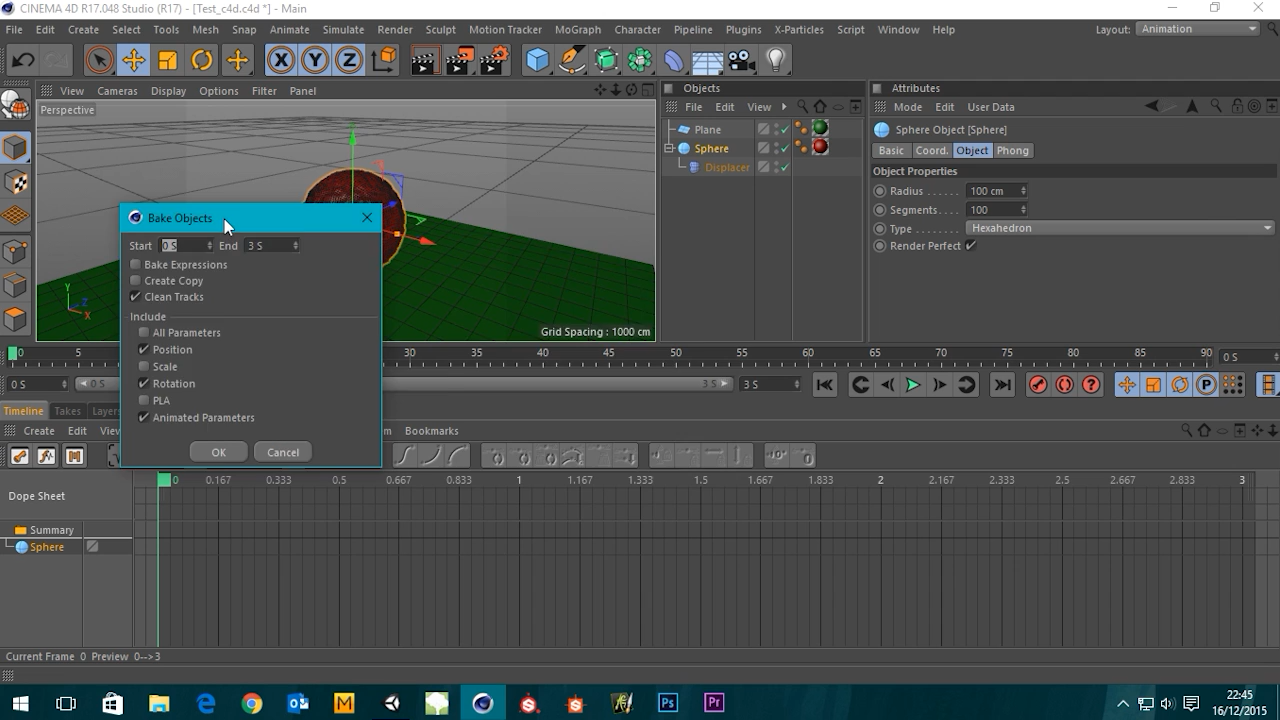 CINEMA 4D R17.048 Studio (R17) - [Test_c4d.c4d *] - Main
File Edit Create Select Tools Mesh Snap Animate Simulate Render Sculpt Motion Tracker MoGraph Character Pipeline Plugins X-Particles Script Window Help Layout: Animation
X Y Z
View Cameras Display Options Filter Panel
Objects
Attributes
File Edit View
Mode Edit User Data
Perspective
Plane
Sphere
Displacer
Sphere Object [Sphere]
Basic Coord. Object Phong
Object Properties
Radius . . . . . . 100 cm
Segments . . . . 100
Type . . . . . . . Hexahedron
Render Perfect
Y Z X
Grid Spacing : 1000 cm
Bake Objects
Start 0 S End 3 S
Bake Expressions
Create Copy
Clean Tracks
Include
All Parameters
Position
Scale
Rotation
PLA
Animated Parameters
OK Cancel
0 5 30 35 40 45 50 55 60 65 70 75 80 85 90 0 S
0 S 0 S 3 S 3 S P
Timeline Takes Layers
Create Edit Bookmarks
0 0.167 0.333 0.5 0.667 0.833 1 1.167 1.333 1.5 1.667 1.833 2 2.167 2.333 2.5 2.667 2.833 3
Dope Sheet
Summary
Sphere
Current Frame 0 Preview 0-->3
Ps Pr
22:45
16/12/2015